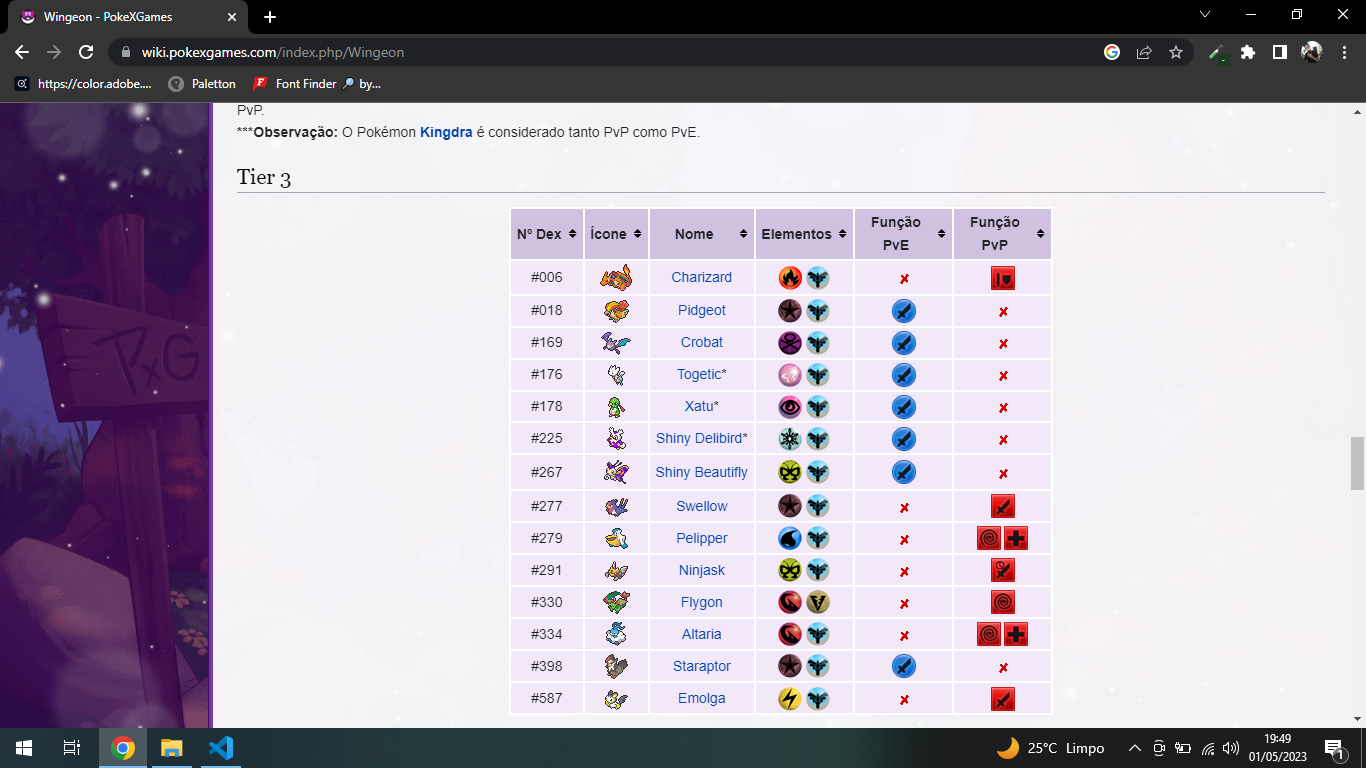 Wingeon - PokeXGames
wiki.pokexgames.com/index.php/Wingeon
https://color.adobe....
Paletton
Font Finder 🔎 by...
PvP.
***Observação: O Pokémon Kingdra é considerado tanto PvP como PvE.
Tier 3
Nº Dex Ícone Nome Elementos Função PvE Função PvP
#006 Charizard
#018 Pidgeot
#169 Crobat
#176 Togetic*
#178 Xatu*
#225 Shiny Delibird*
#267 Shiny Beautifly
#277 Swellow
#279 Pelipper
#291 Ninjask
#330 Flygon
#334 Altaria
#398 Staraptor
#587 Emolga
PxG
25°C Limpo
19:49
01/05/2023
1